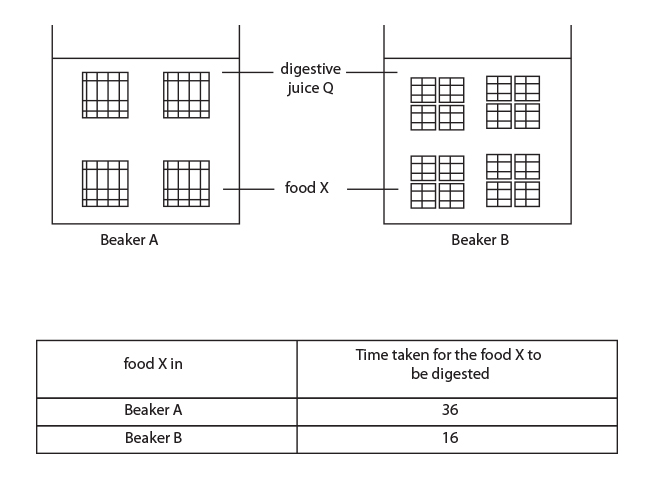 digestive
juice Q
food X
Beaker A
Beaker B
food X in
Time taken for the food X to
be digested
Beaker A
36
Beaker B
16